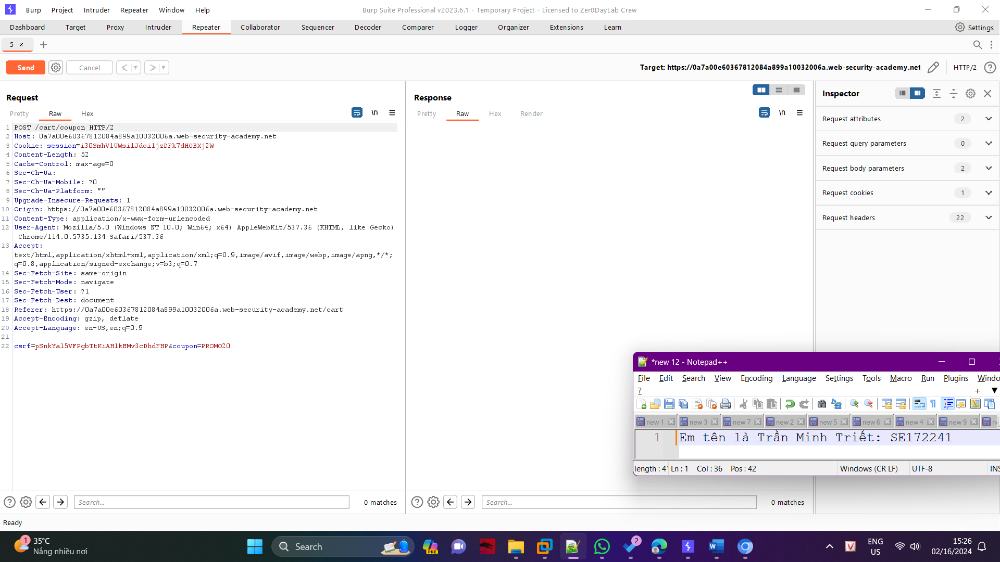 Burp Project Intruder Repeater Window Help
Burp Suite Professional v2023.6.1 - Temporary Project - Licensed to Zer0DayLab Crew
Dashboard Target Proxy Intruder Repeater Collaborator Sequencer Decoder Comparer Logger Organizer Extensions Learn
Settings
5 ×
Send Cancel < >
Target: https://0a7a00e60367812084a899a10032006a.web-security-academy.net HTTP/2
Request
Pretty Raw Hex
\n
1 POST /cart/coupon HTTP/2
2 Host: 0a7a00e60367812084a899a10032006a.web-security-academy.net
3 Cookie: session=i3OSmhV1UWsilJdoi1jzDFk7dHGBXj2W
4 Content-Length: 52
5 Cache-Control: max-age=0
6 Sec-Ch-Ua:
7 Sec-Ch-Ua-Mobile: ?0
8 Sec-Ch-Ua-Platform: ""
9 Upgrade-Insecure-Requests: 1
10 Origin: https://0a7a00e60367812084a899a10032006a.web-security-academy.net
11 Content-Type: application/x-www-form-urlencoded
12 User-Agent: Mozilla/5.0 (Windows NT 10.0; Win64; x64) AppleWebKit/537.36 (KHTML, like Gecko)
Chrome/114.0.5735.134 Safari/537.36
13 Accept:
text/html,application/xhtml+xml,application/xml;q=0.9,image/avif,image/webp,image/apng,*/*;
q=0.8,application/signed-exchange;v=b3;q=0.7
14 Sec-Fetch-Site: same-origin
15 Sec-Fetch-Mode: navigate
16 Sec-Fetch-User: ?1
17 Sec-Fetch-Dest: document
18 Referer: https://0a7a00e60367812084a899a10032006a.web-security-academy.net/cart
19 Accept-Encoding: gzip, deflate
20 Accept-Language: en-US,en;q=0.9
21
22 csrf=pSnkYal5VFPgbTtKiAHlkEMv3cDhdFHP&coupon=PROMO20
Search... 0 matches
Response
Pretty Raw Hex Render
\n
Search... 0 matches
Inspector
Request attributes 2
Request query parameters 0
Request body parameters 2
Request cookies 1
Request headers 22
*new 12 - Notepad++
File Edit Search View Encoding Language Settings Tools Macro Run Plugins Windo
?
new 1 new 3 new 7 new 2 new 5 new 6 new 4 new 9
1 Em tên là Trần Minh Triết: SE172241
length : 41 Ln : 1 Col : 36 Pos : 42 Windows (CR LF) UTF-8 INS
Ready
1
35°C
Nắng nhiều nơi
Search
PRE
2
V
ENG
US
15:26
02/16/2024